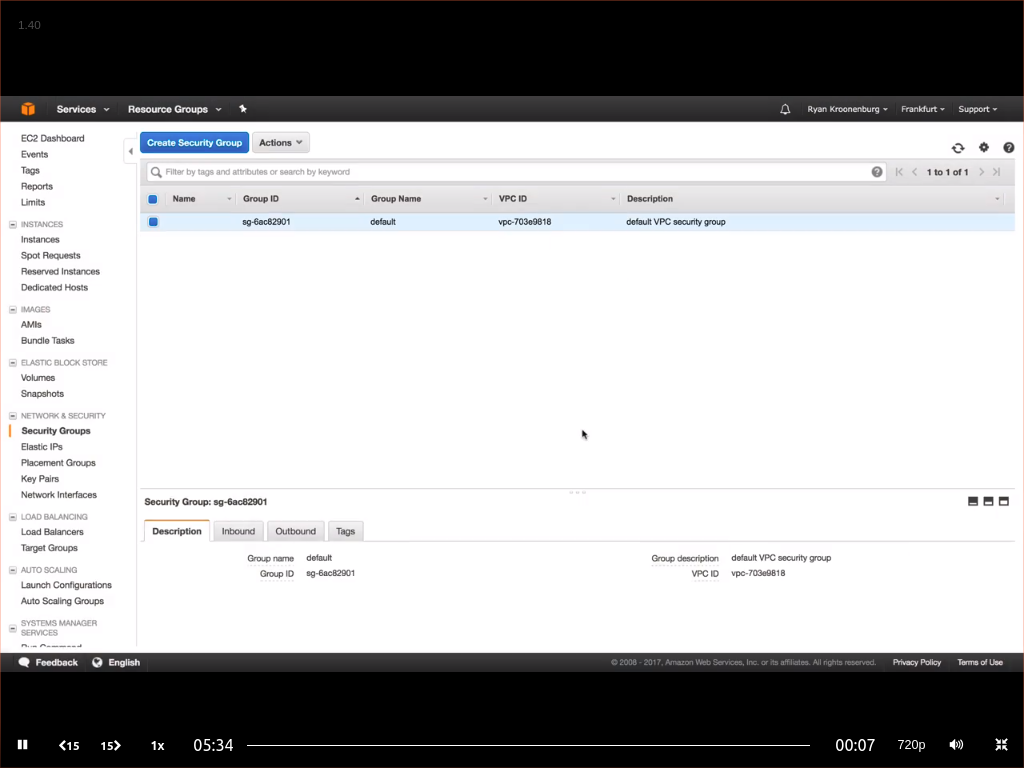 1.40
Services Resource Groups Ryan Kroonenburg Frankfurt Support
EC2 Dashboard
Events
Tags
Reports
Limits
INSTANCES
Instances
Spot Requests
Reserved Instances
Dedicated Hosts
IMAGES
AMIs
Bundle Tasks
ELASTIC BLOCK STORE
Volumes
Snapshots
NETWORK & SECURITY
Security Groups
Elastic IPs
Placement Groups
Key Pairs
Network Interfaces
LOAD BALANCING
Load Balancers
Target Groups
AUTO SCALING
Launch Configurations
Auto Scaling Groups
SYSTEMS MANAGER
SERVICES
Run Command
Create Security Group Actions
Filter by tags and attributes or search by keyword 1 to 1 of 1
Name Group ID Group Name VPC ID Description
sg-6ac82901 default vpc-703e9818 default VPC security group
Security Group: sg-6ac82901
Description Inbound Outbound Tags
Group name default Group description default VPC security group
Group ID sg-6ac82901 VPC ID vpc-703e9818
Feedback English © 2008 - 2017, Amazon Web Services, Inc. or its affiliates. All rights reserved. Privacy Policy Terms of Use
15 15 1x 05:34 00:07 720p